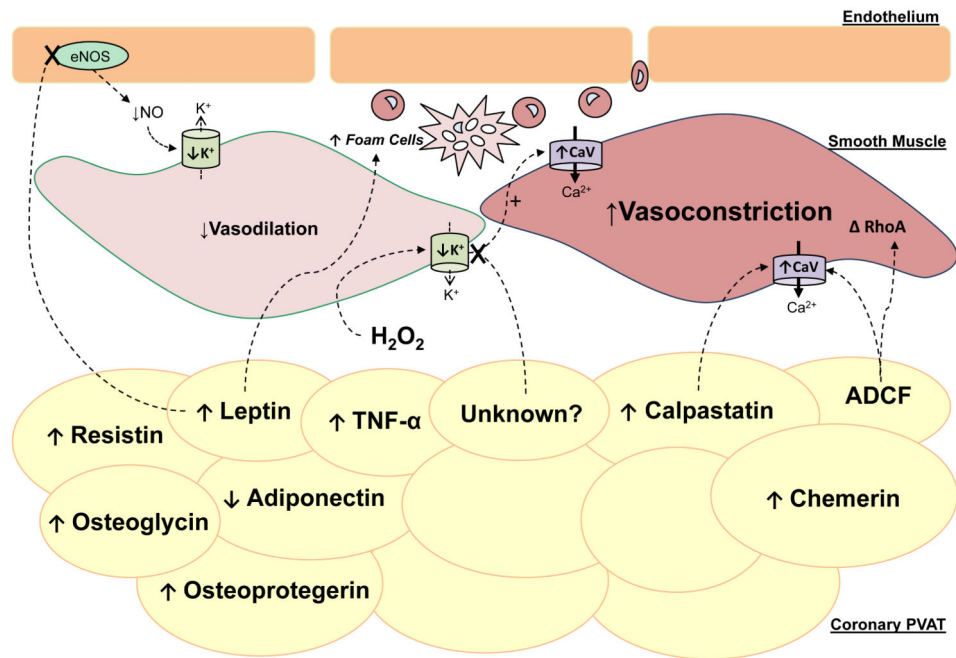 Endothelium
eNOS
X
↓NO
K⁺
↓K⁺
↑ Foam Cells
↑CaV
Ca²⁺
Smooth Muscle
+
↑Vasoconstriction
Δ RhoA
↓Vasodilation
↓K⁺
X
K⁺
↑CaV
Ca²⁺
H₂O₂
↑ Leptin
↑ TNF-α
Unknown?
↑ Calpastatin
ADCF
↑ Resistin
↓ Adiponectin
↑ Chemerin
↑ Osteoglycin
↑ Osteoprotegerin
Coronary PVAT